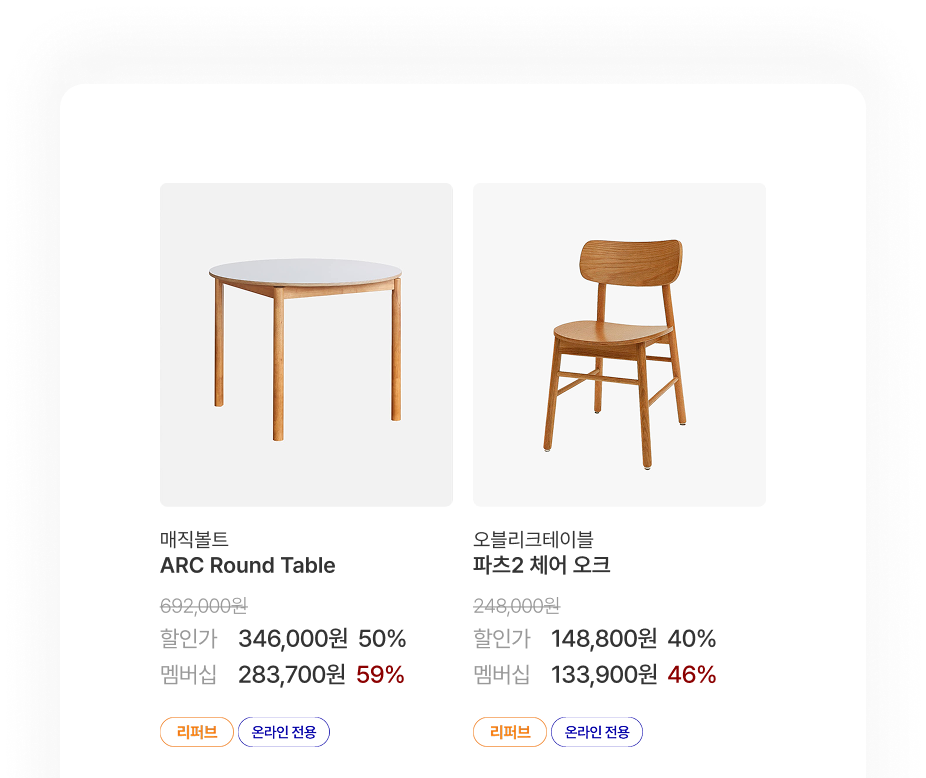 매직볼트
ARC Round Table
692,000원
할인가 346,000원 50%
멤버십 283,700원 59%
리퍼브 온라인 전용
오블리크테이블
파츠2 체어 오크
248,000원
할인가 148,800원 40%
멤버십 133,900원 46%
리퍼브 온라인 전용